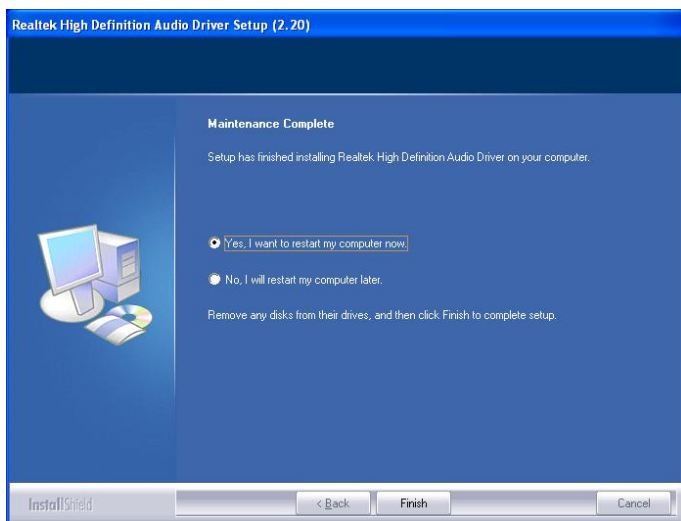 Realtek High Definition Audio Driver Setup (2.20)
Maintenance Complete
Setup has finished installing Realtek High Definition Audio Driver on your computer.
Yes, I want to restart my computer now.
No, I will restart my computer later.
Remove any disks from their drives, and then click Finish to complete setup.
InstallShield
< Back
Finish
Cancel